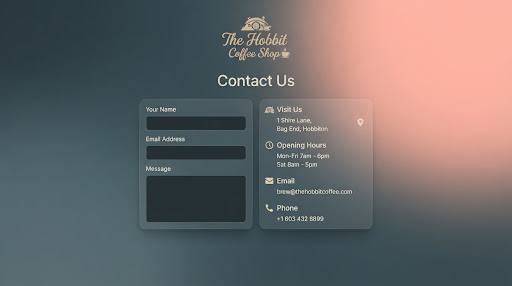 The Hobbit
Coffee Shop
Contact Us
Your Name
Email Address
Message
Visit Us
1 Shire Lane,
Bag End, Hobbiton
Opening Hours
Mon-Fri 7am - 6pm
Sat 8am - 5pm
Email
brew@thehobbitcoffee.com
Phone
+1 603 432 8899